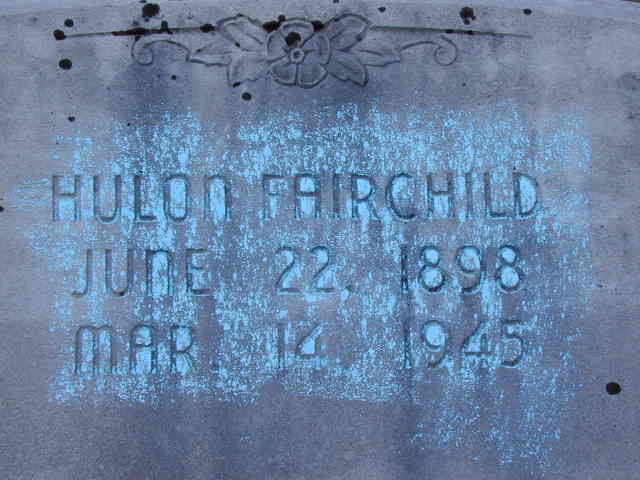 HULON FAIRCHILD
JUNE 22, 1898
MAR. 14, 1945